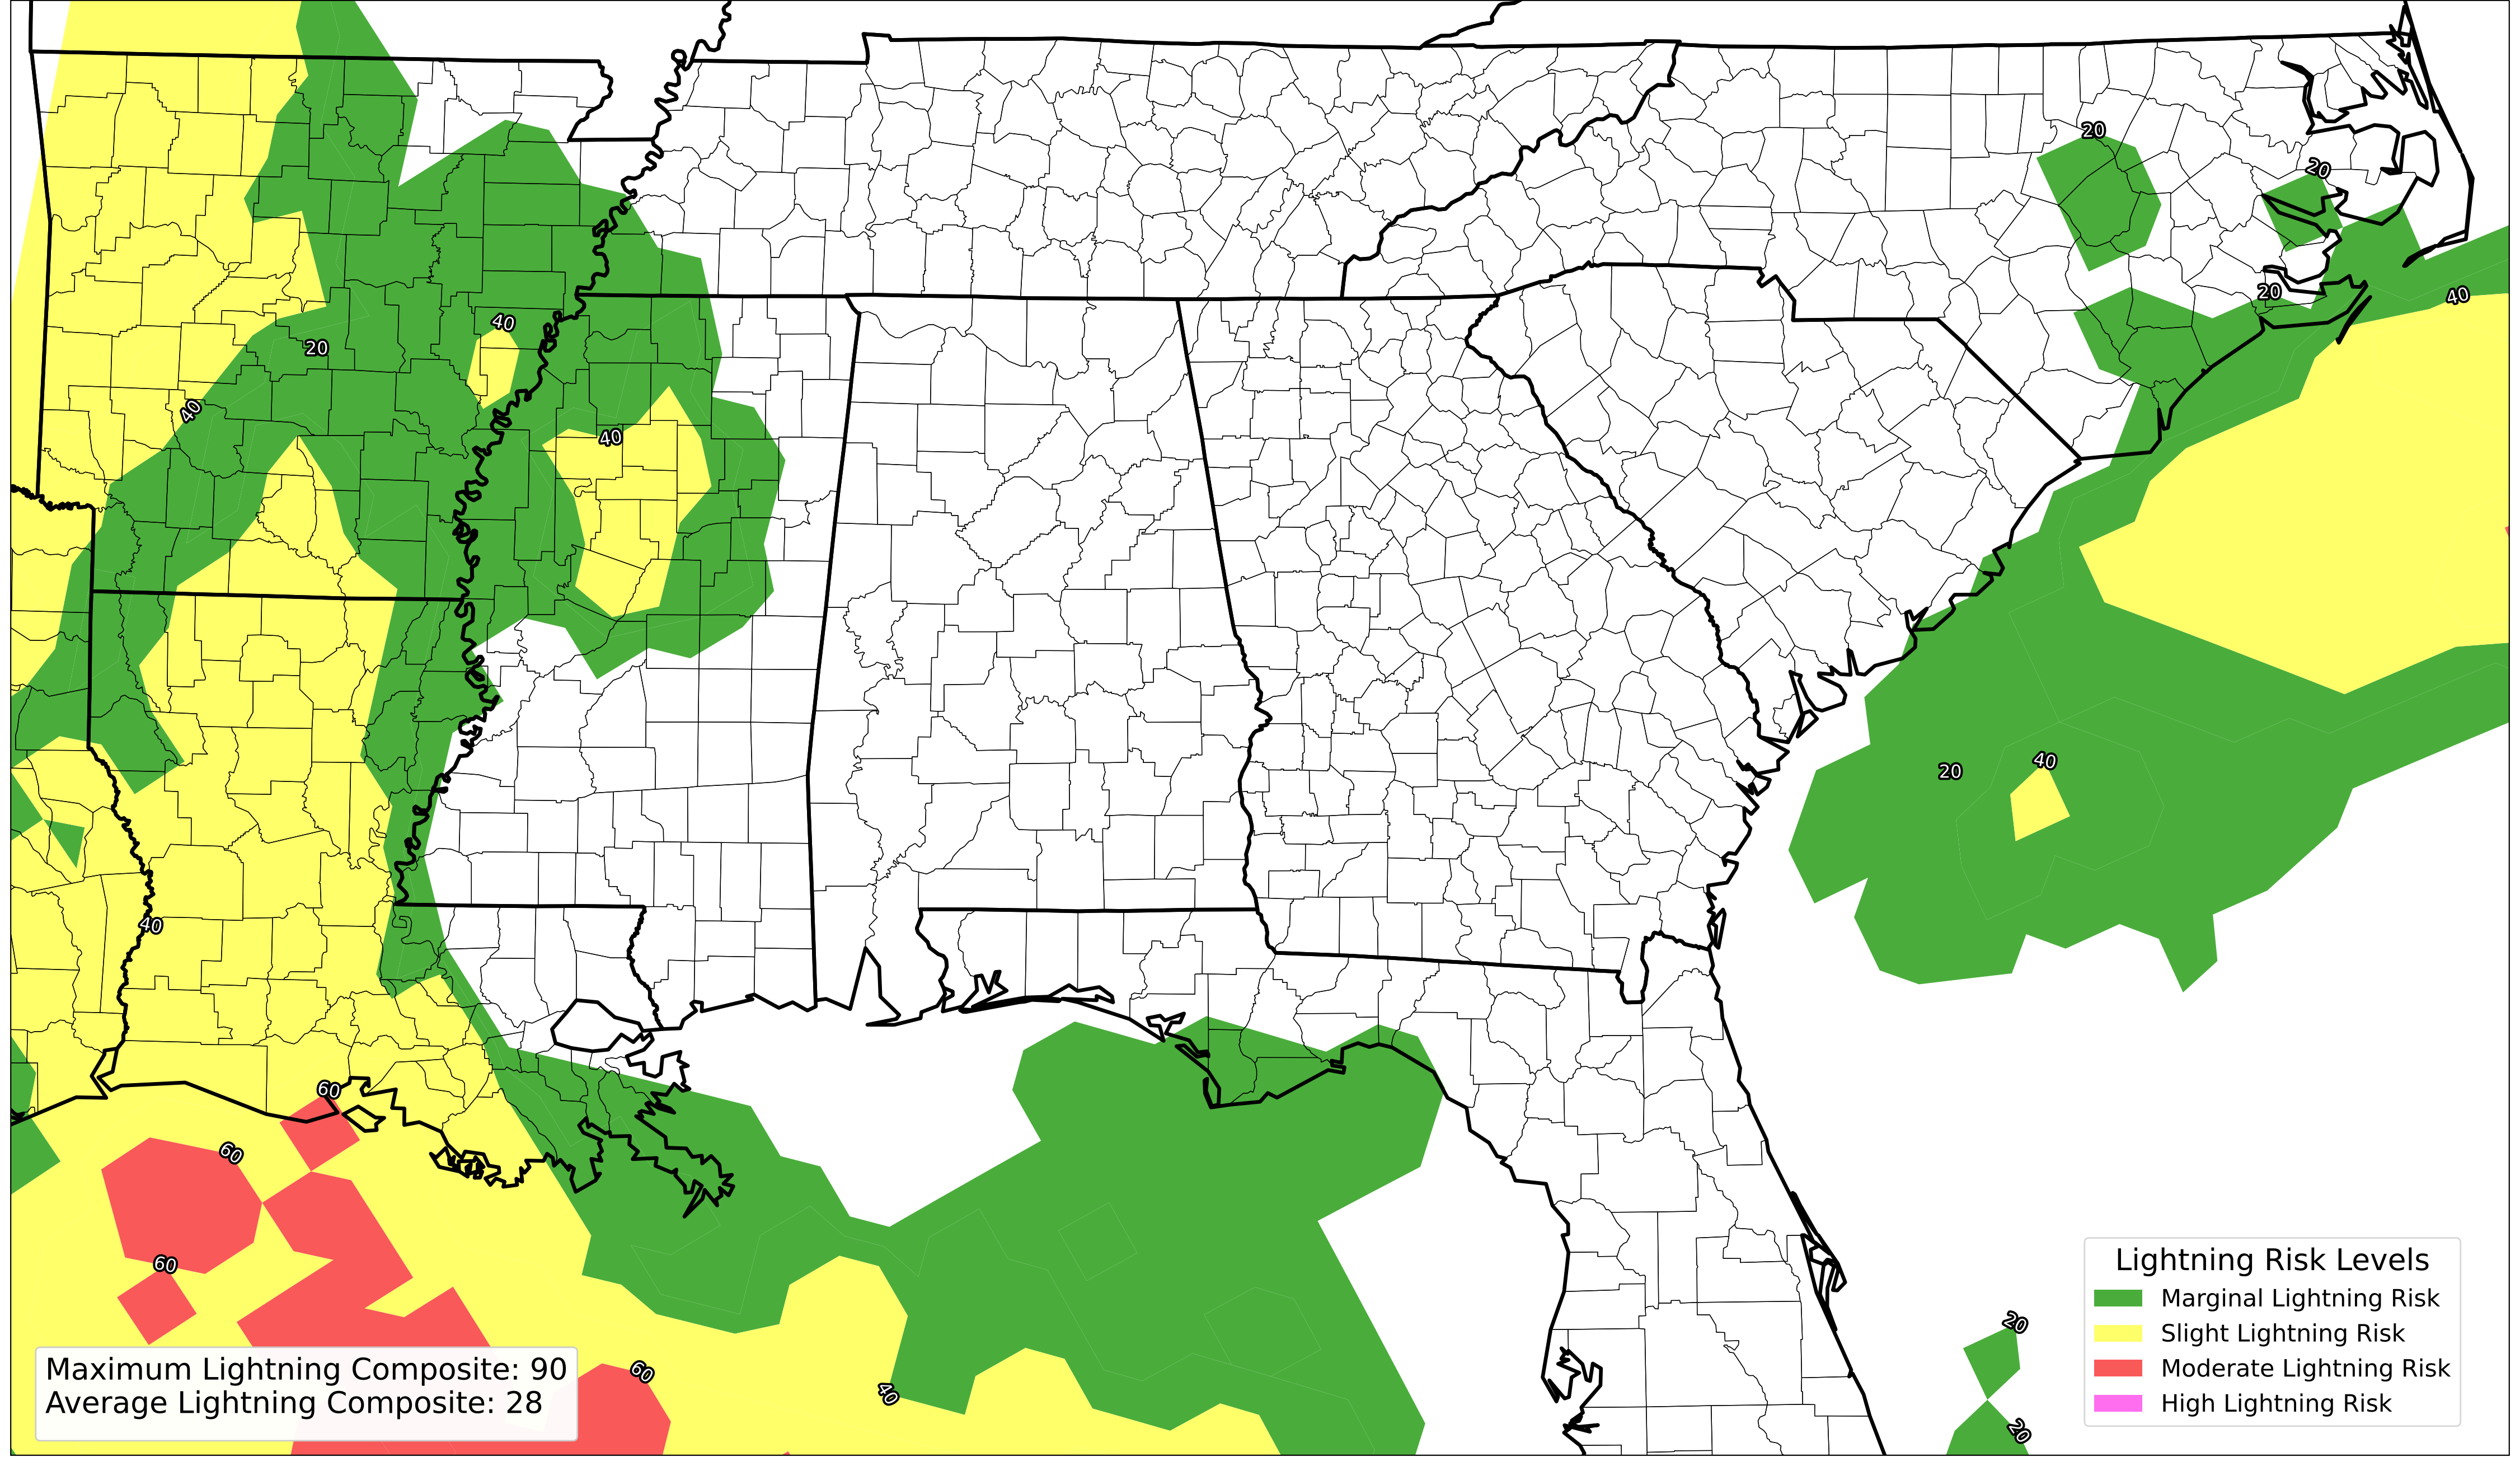 20
20
20
40
40
20
40
40
40
20
40
60
60
60
60
40
20
20
Lightning Risk Levels
Marginal Lightning Risk
Slight Lightning Risk
Moderate Lightning Risk
High Lightning Risk
Maximum Lightning Composite: 90
Average Lightning Composite: 28